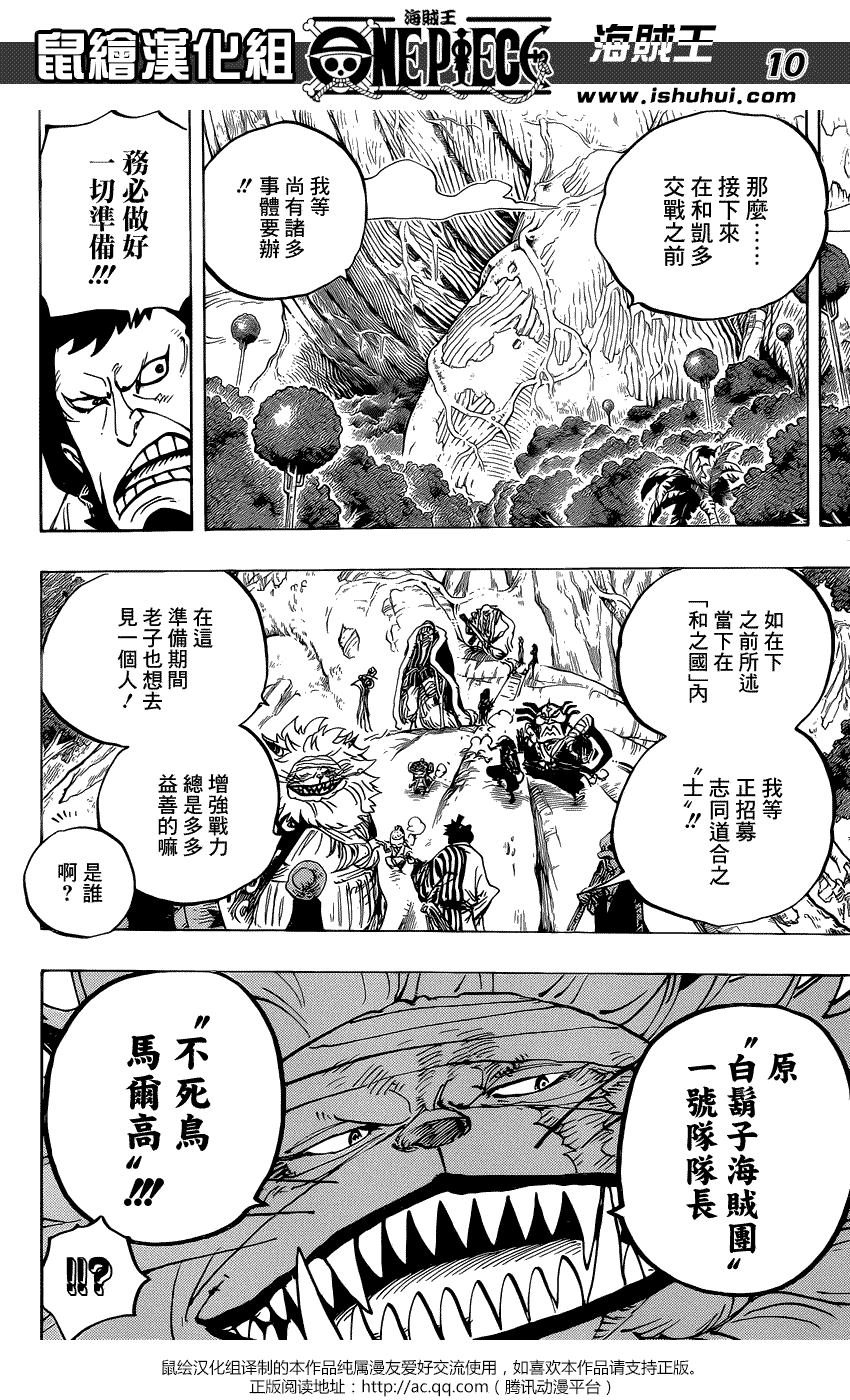 鼠繪漢化組
海賊王
ONE PIECE
海賊王
10
www.ishuhui.com
那麼……
接下來
在和凱多
交戰之前
我等
尚有諸多
事體要辦
!!
務必做好
一切準備!!!
如在下
之前所述
當下在
「和之國」內
我等
正招募
志同道合之
〝士〞!!
在這
準備期間
老子也想去
見一個人!
增強戰力
總是多多
益善的嘛
是誰
啊?
原
〝白鬍子海賊團〞
一號隊隊長
〝不死鳥
馬爾高〞!!!
!!?
鼠绘汉化组译制的本作品纯属漫友爱好交流使用，如喜欢本作品请支持正版。
正版阅读地址：http://ac.qq.com（腾讯动漫平台）